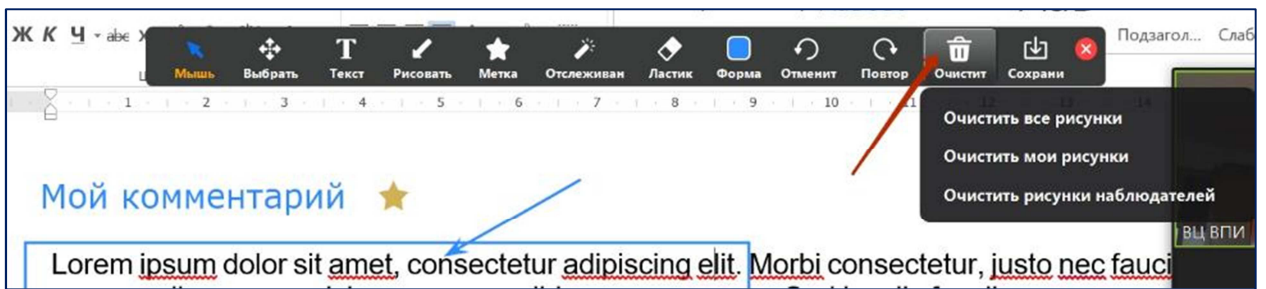 Ж К Ч abc Подзагол... Слаб
Мышь Выбрать Текст Рисовать Метка Отслеживан Ластик Форма Отменит Повтор Очистит Сохрани
1 2 3 4 5 6 7 8 9 10 11 12 13 14
Очистить все рисунки
Очистить мои рисунки
Очистить рисунки наблюдателей
Мой комментарий
ВЦ ВПИ
Lorem ipsum dolor sit amet, consectetur adipiscing elit. Morbi consectetur, justo nec fauci